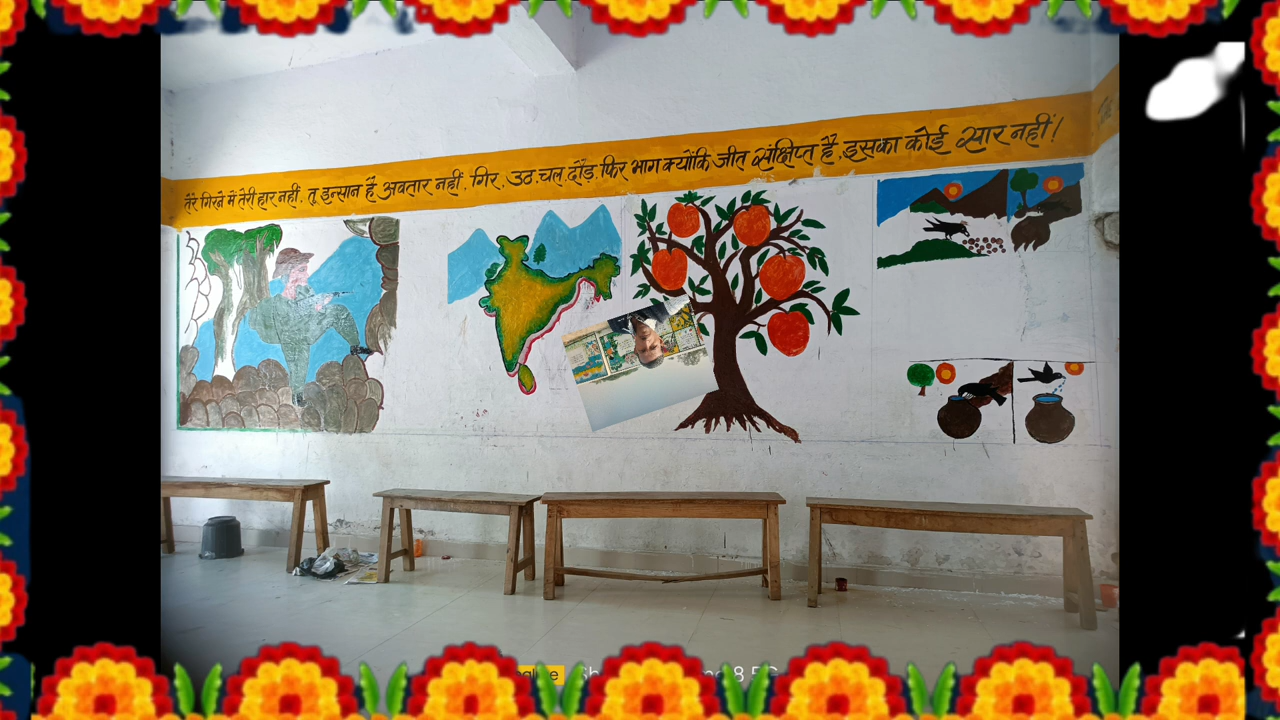 तेरे गिरने में तेरी हार नहीं. तु इन्सान है अवतार नहीं. गिर. उठ.चल.दौड़.फिर भाग क्योंकि जीत संक्षिप्त है.इसका कोई सार नहीं!